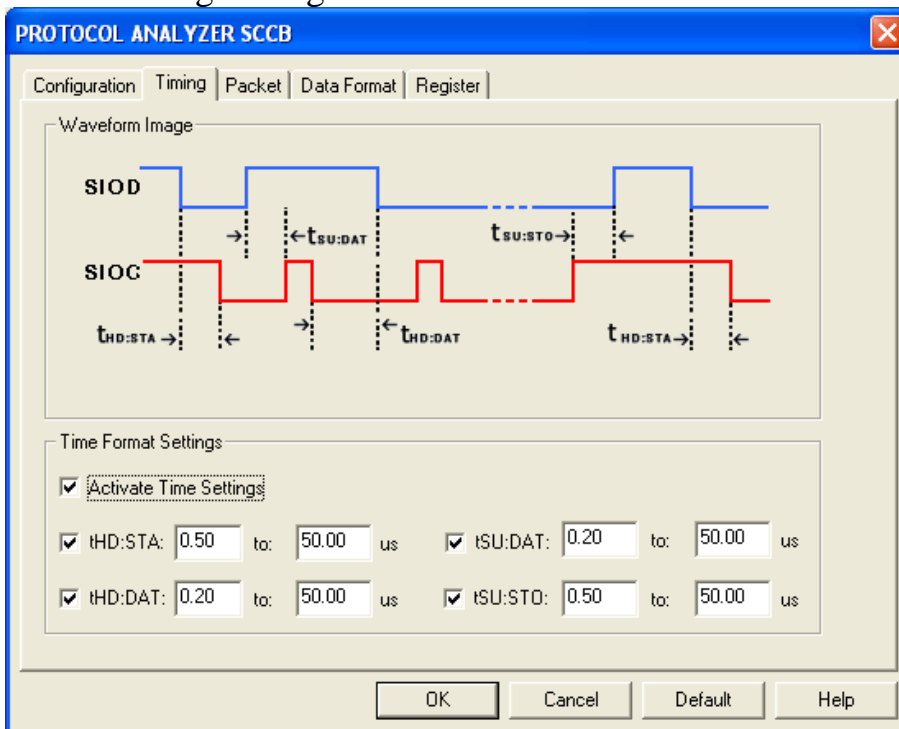 PROTOCOL ANALYZER SCCB
Configuration Timing Packet Data Format Register
Waveform Image
SIOD
tSU:DAT tSU:STO
SIOC
tHD:STA tHD:DAT tHD:STA
Time Format Settings
Activate Time Settings
tHD:STA: 0.50 to: 50.00 us tSU:DAT: 0.20 to: 50.00 us
tHD:DAT: 0.20 to: 50.00 us tSU:STO: 0.50 to: 50.00 us
OK Cancel Default Help